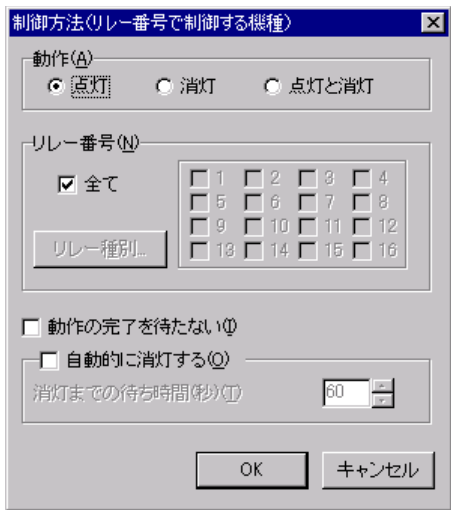 制御方法(リレー番号で制御する機種)
動作(A)
点灯 消灯 点灯と消灯
リレー番号(N)
全て
1 2 3 4
5 6 7 8
9 10 11 12
リレー種別... 13 14 15 16
動作の完了を待たない(I)
自動的に消灯する(O)
消灯までの待ち時間(秒)(T) 60
OK キャンセル